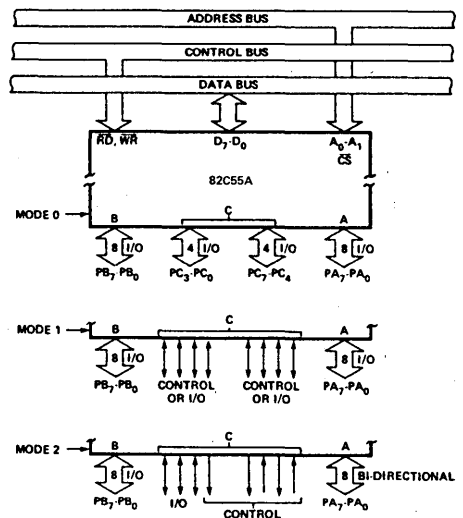 ADDRESS BUS
CONTROL BUS
DATA BUS
RD, WR
D7-D0
A0-A1
CS
82C55A
MODE 0
B
C
A
8 I/O
4 I/O
4 I/O
8 I/O
PB7-PB0
PC3-PC0
PC7-PC4
PA7-PA0
MODE 1
B
C
A
8 I/O
8 I/O
PB7-PB0
CONTROL OR I/O
CONTROL OR I/O
PA7-PA0
MODE 2
B
C
A
8 I/O
8 BI-DIRECTIONAL
PB7-PB0
I/O
CONTROL
PA7-PA0